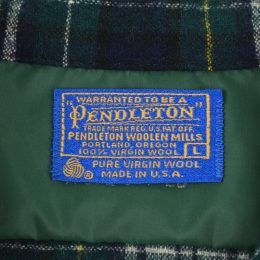 WARRANTED TO BE A
"PENDLETON"
TRADE MARK REG. U.S. PAT. OFF.
PENDLETON WOOLEN MILLS
PORTLAND, OREGON
100% VIRGIN WOOL
L
PURE VIRGIN WOOL
MADE IN U.S.A.